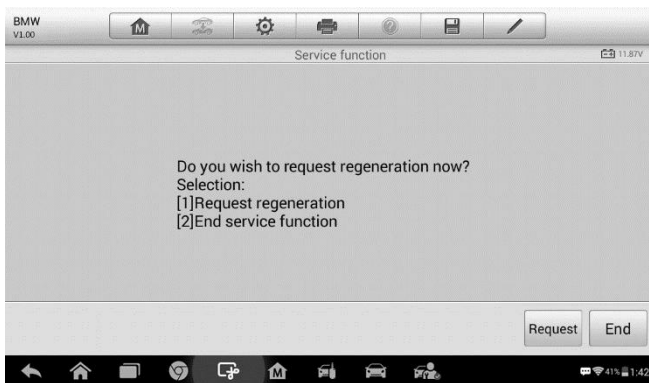 BMW
V1.00
M
Service function
11.87V
Do you wish to request regeneration now?
Selection:
[1]Request regeneration
[2]End service function
Request
End
M
41%
1:42